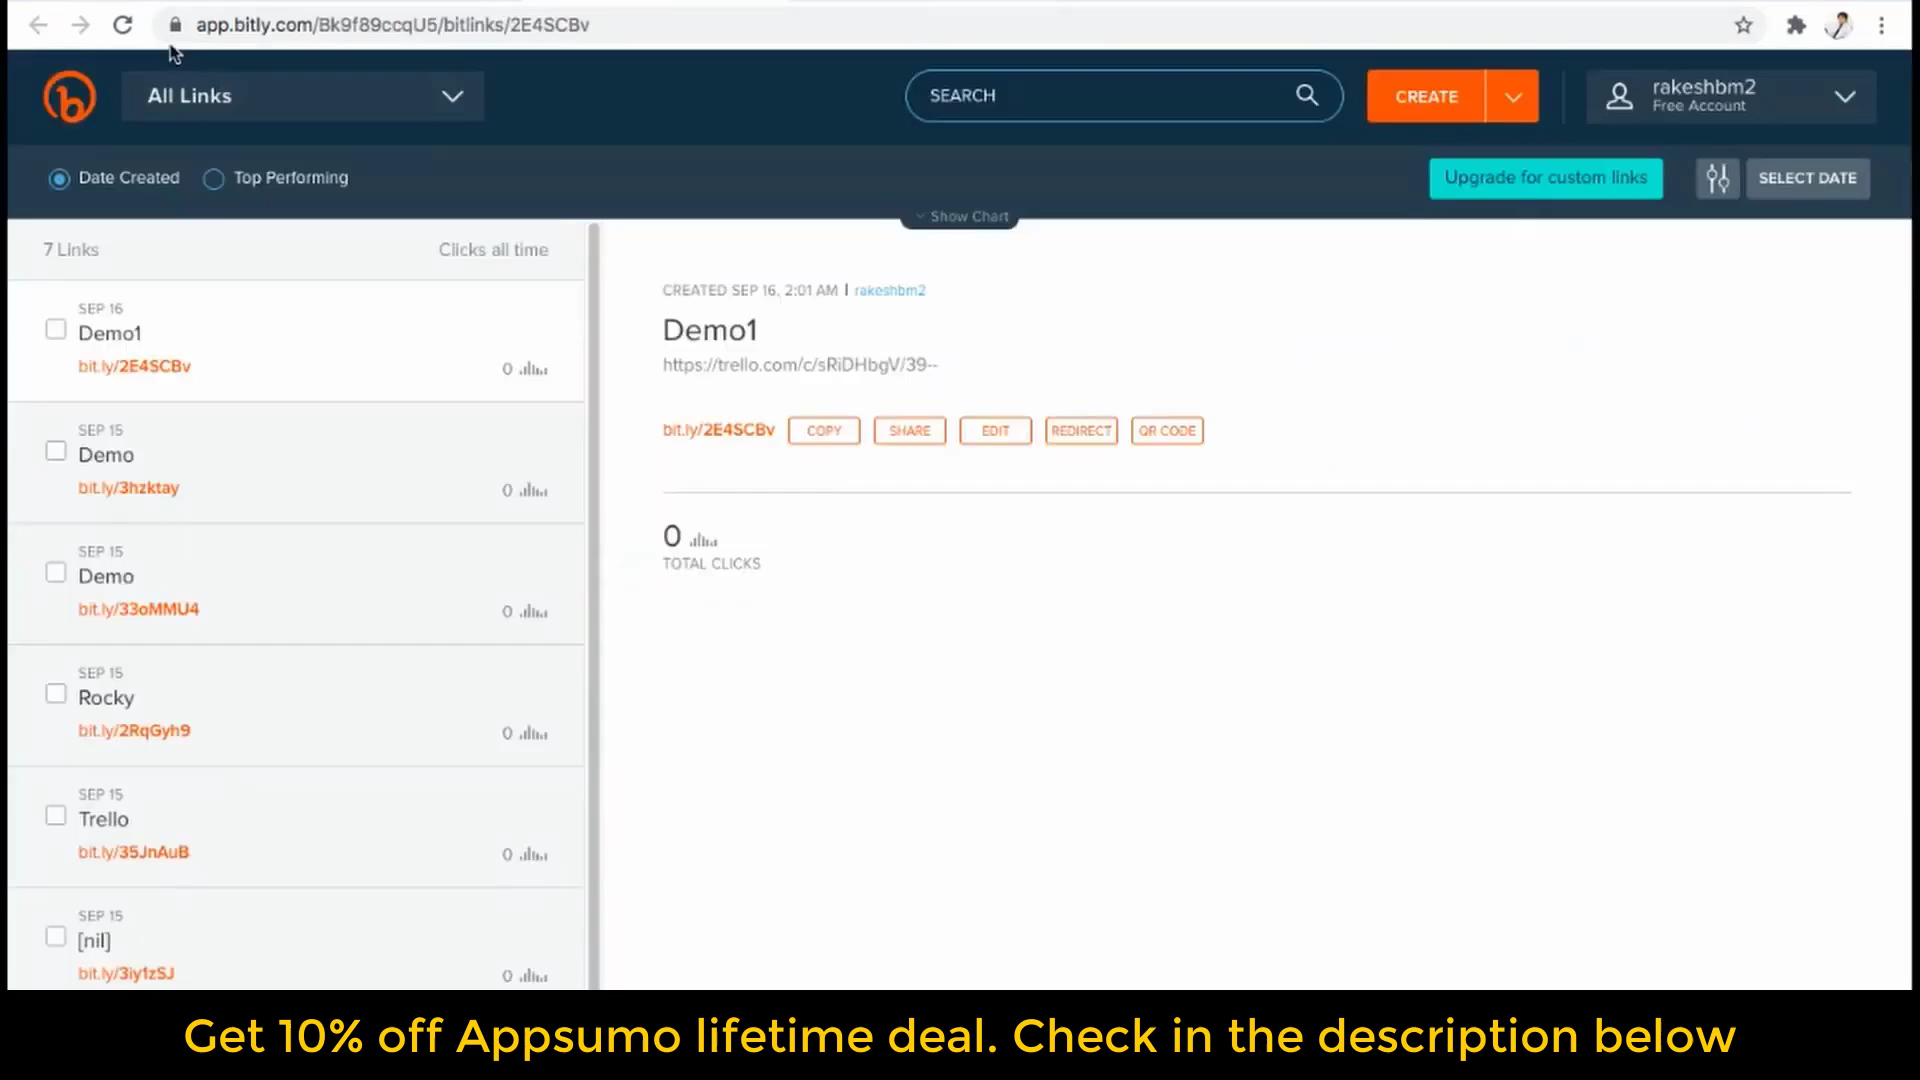 app.bitly.com/Bk9f89ccqU5/bitlinks/2E4SCBv
All Links
SEARCH
CREATE
rakeshbm2
Free Account
Date Created
Top Performing
Upgrade for custom links
SELECT DATE
Show Chart
7 Links
Clicks all time
SEP 16
Demo1
bit.ly/2E4SCBv
0
SEP 15
Demo
bit.ly/3hzktay
0
SEP 15
Demo
bit.ly/33oMMU4
0
SEP 15
Rocky
bit.ly/2RqGyh9
0
SEP 15
Trello
bit.ly/35JnAuB
0
SEP 15
[nil]
bit.ly/3iy1zSJ
0
CREATED SEP 16, 2:01 AM | rakeshbm2
Demo1
https://trello.com/c/sRiDHbgV/39--
bit.ly/2E4SCBv COPY SHARE EDIT REDIRECT QR CODE
0
TOTAL CLICKS
Get 10% off Appsumo lifetime deal. Check in the description below